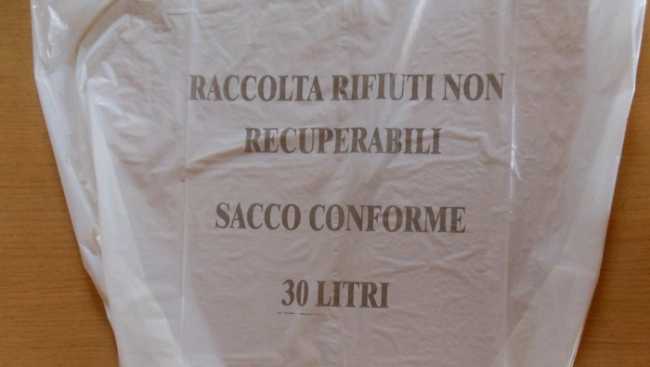 RACCOLTA RIFIUTI NON
RECUPERABILI
SACCO CONFORME
30 LITRI